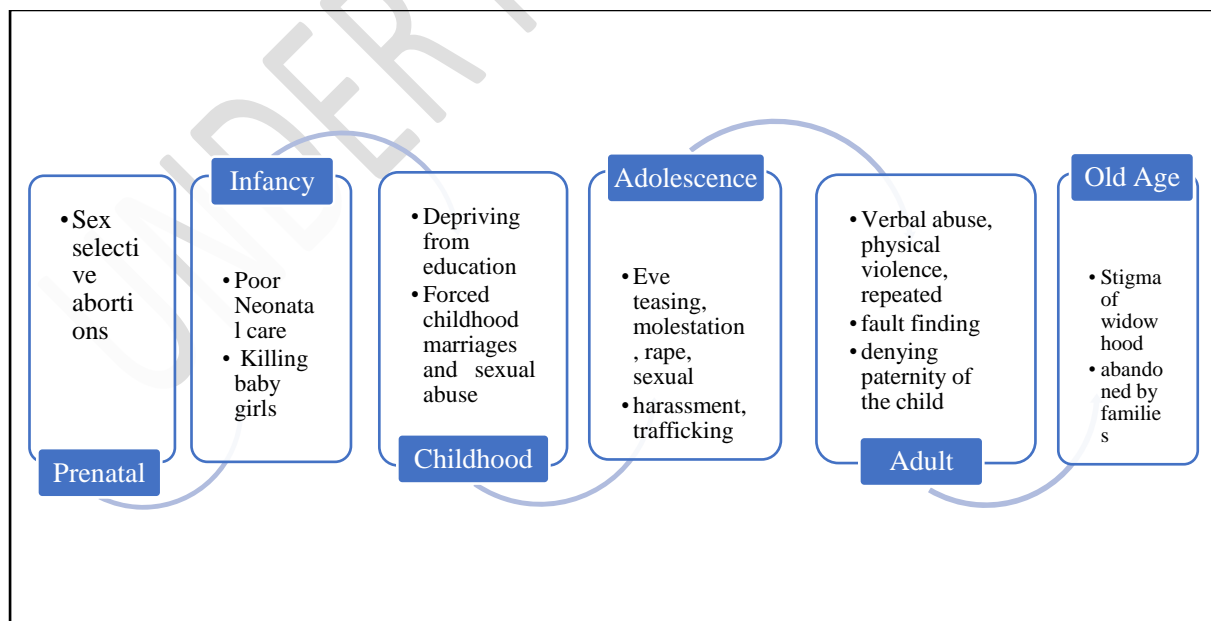 UNDER
• Sex
selecti
ve
aborti
ons
Prenatal
Infancy
• Poor
Neonata
l care
• Killing
baby
girls
• Depriving
from
education
• Forced
childhood
marriages
and sexual
abuse
Childhood
Adolescence
• Eve
teasing,
molestation
, rape,
sexual
• harassment,
trafficking
• Verbal abuse,
physical
violence,
repeated
• fault finding
• denying
paternity of
the child
Adult
Old Age
• Stigma
of
widow
hood
• abando
ned by
familie
s